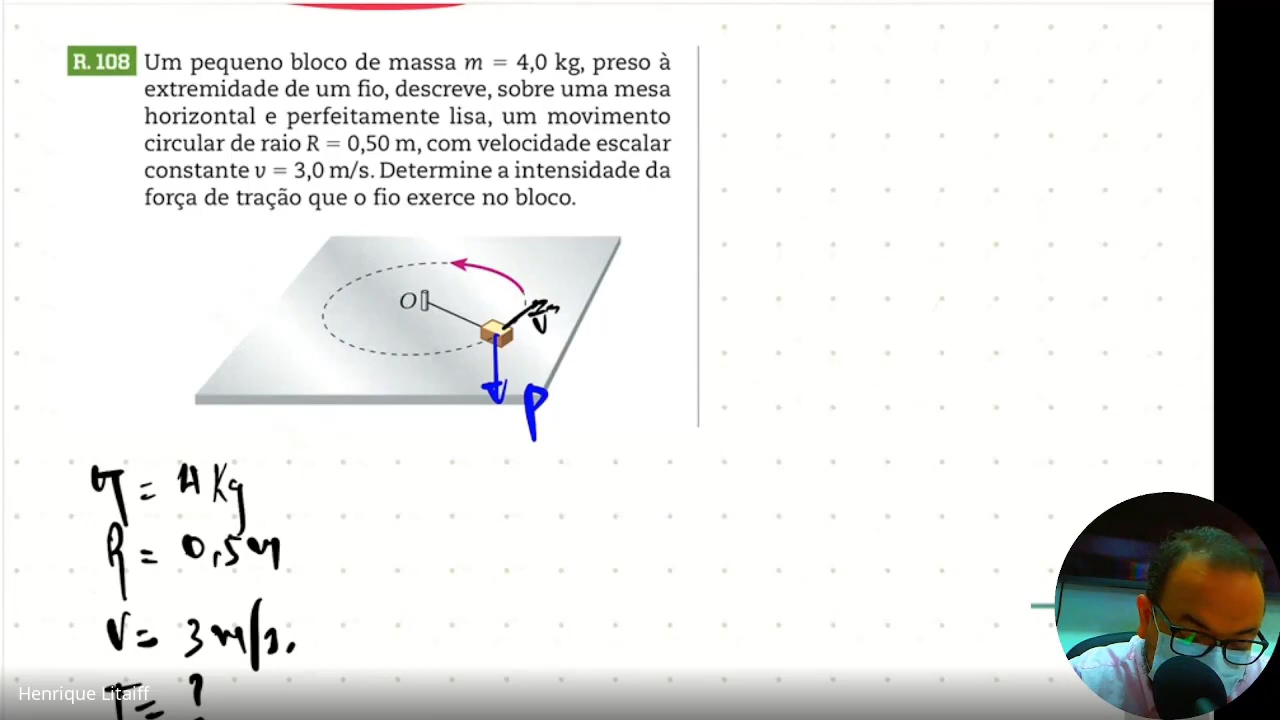 R. 108 Um pequeno bloco de massa m = 4,0 kg, preso à
extremidade de um fio, descreve, sobre uma mesa
horizontal e perfeitamente lisa, um movimento
circular de raio R = 0,50 m, com velocidade escalar
constante v = 3,0 m/s. Determine a intensidade da
força de tração que o fio exerce no bloco.
O
V
P
= 4 Kg
R = 0,5m
V = 3 m/s.
T = ?
Henrique Litaiff